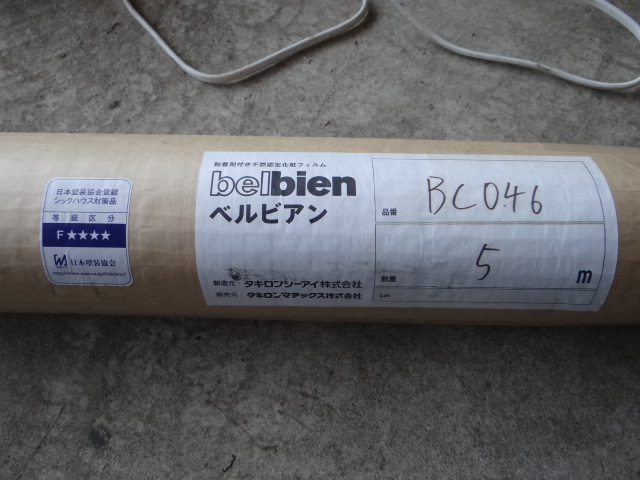 日本壁装協会登録
シックハウス対策品
等級区分
F★★★★
日本壁装協会
粘着剤付き不燃認定化粧フィルム
belbien
ベルビアン
製造元：タキロンシーアイ株式会社
販売元：タキロンマテックス株式会社
品番 BC046
数量 5 m
Lot